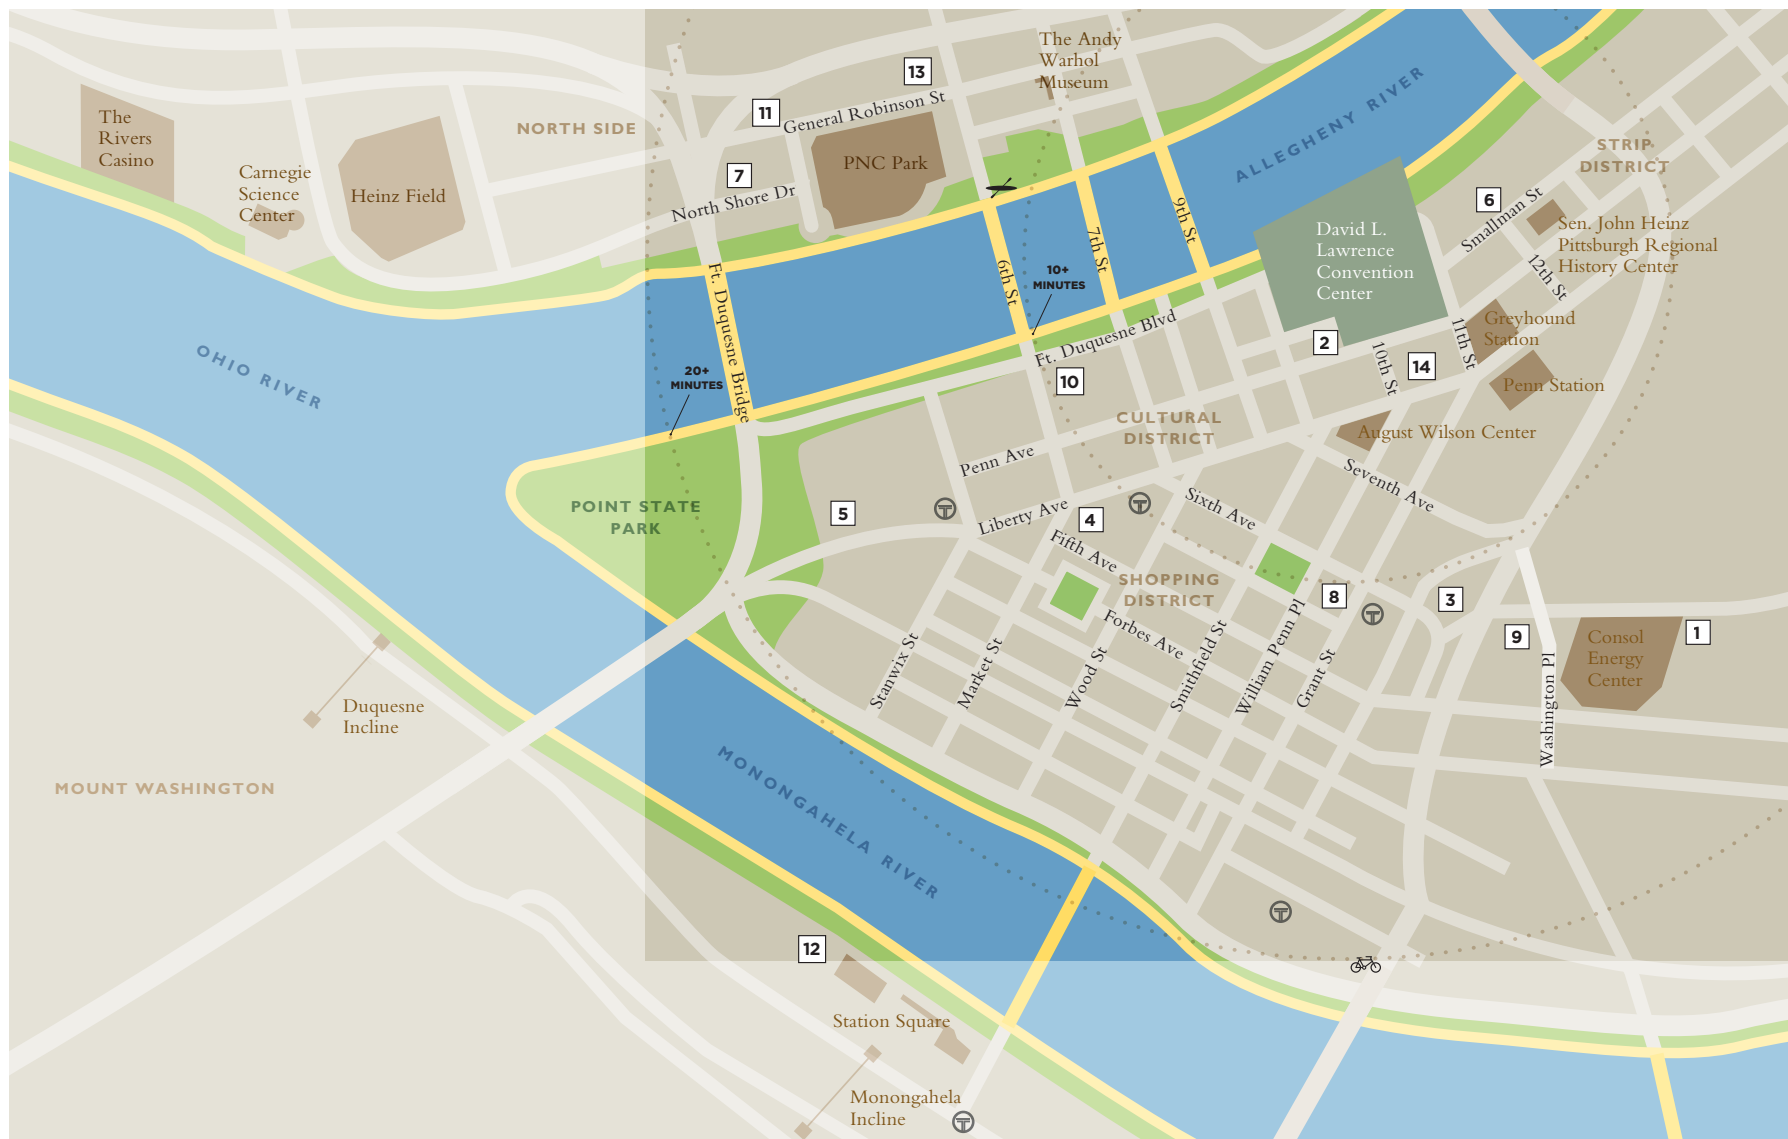 The Andy
Warhol
Museum
13
11
General Robinson St
The
Rivers
Casino
NORTH SIDE
ALLEGHENY RIVER
STRIP
DISTRICT
PNC Park
Carnegie
Science
Center
Heinz Field
7
North Shore Dr
6
Smallman St
9th St
7th St
6th St
David L.
Lawrence
Convention
Center
Sen. John Heinz
Pittsburgh Regional
History Center
12th St
10+
MINUTES
Ft. Duquesne Bridge
Ft. Duquesne Blvd
2
11th St
10th St
14
Greyhound
Station
Penn Station
OHIO RIVER
20+
MINUTES
10
CULTURAL
DISTRICT
August Wilson Center
Penn Ave
Seventh Ave
POINT STATE
PARK
5
T
Liberty Ave
4
T
Sixth Ave
Fifth Ave
SHOPPING
DISTRICT
8
T
3
Forbes Ave
9
Consol
Energy
Center
1
Stanwix St
Market St
Wood St
Smithfield St
William Penn Pl
Grant St
Washington Pl
Duquesne
Incline
MOUNT WASHINGTON
MONONGAHELA RIVER
T
12
Station Square
Monongahela
Incline
T